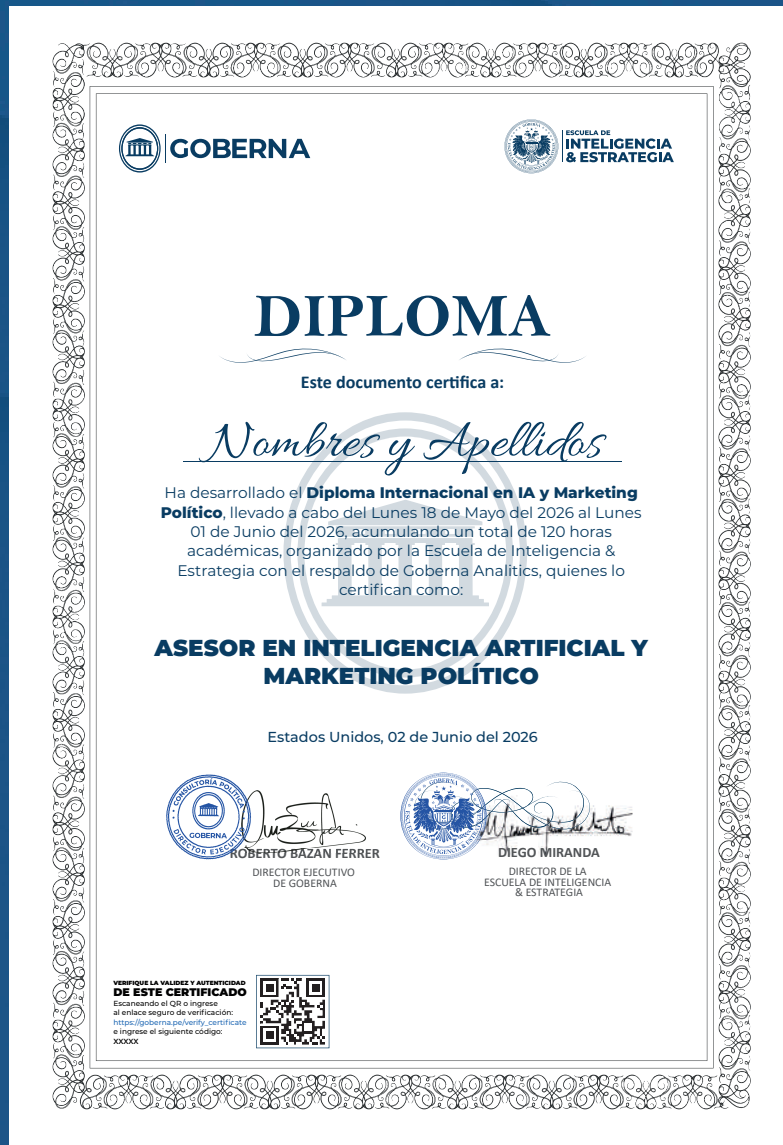 GOBERNA
ESCUELA DE
INTELIGENCIA
& ESTRATEGIA
DIPLOMA
Este documento certifica a:
Nombres y Apellidos
Ha desarrollado el Diploma Internacional en IA y Marketing
Político, llevado a cabo del Lunes 18 de Mayo del 2026 al Lunes
01 de Junio del 2026, acumulando un total de 120 horas
académicas, organizado por la Escuela de Inteligencia &
Estrategia con el respaldo de Goberna Analitics, quienes lo
certifican como:
ASESOR EN INTELIGENCIA ARTIFICIAL Y
MARKETING POLÍTICO
Estados Unidos, 02 de Junio del 2026
CONSULTORÍA POLÍTICA
GOBERNA
DIRECTOR EJECUTIVO
ROBERTO BAZÁN FERRER
DIRECTOR EJECUTIVO
DE GOBERNA
GOBERNA
DIEGO MIRANDA
DIRECTOR DE LA
ESCUELA DE INTELIGENCIA
& ESTRATEGIA
VERIFIQUE LA VALIDEZ Y AUTENTICIDAD
DE ESTE CERTIFICADO
Escaneando el QR o ingrese
al enlace seguro de verificación:
https://goberna.pe/verify_certificate
e ingrese el siguiente código:
XXXXX